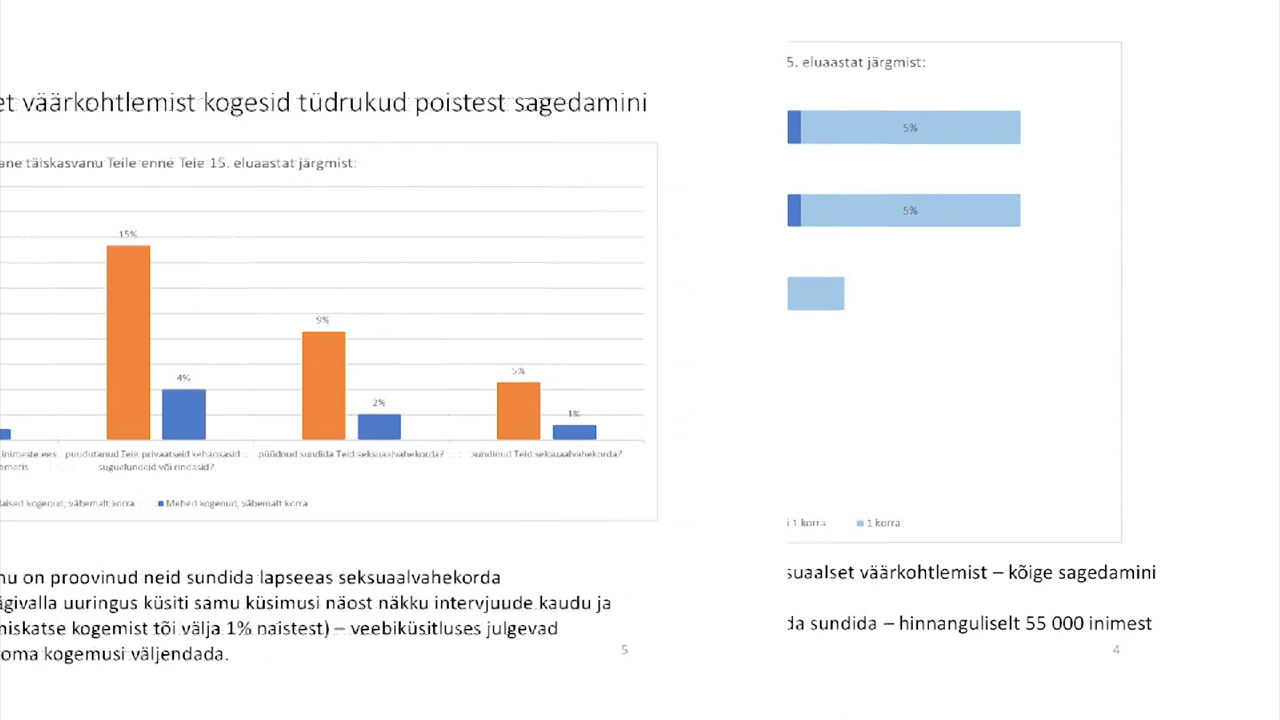 et väärkohtlemist kogesid tüdrukud poistest sagedamini
ane täiskasvanu Teile enne Teie 15. eluaastat järgmist:
15%
4%
9%
2%
5%
1%
inimeste ees
puudutanud Teie privaatseid kehaosasid
suguelundeid või rindasid?
püüdnud sundida Teid seksuaalvahekorda?
sundinud Teid seksuaalvahekorda?
aised kogenud, vähemalt korra
Mehed kogenud, vähemalt korra
nu on proovinud neid sundida lapseeas seksuaalvahekorda
ägivalla uuringus küsiti samu küsimusi näost näkku intervjuude kaudu ja
niskatse kogemist tõi välja 1% naistest) – veebiküsitluses julgevad
oma kogemusi väljendada.
5
5. eluaastat järgmist:
5%
5%
i 1 korra
1 korra
suaalset väärkohtlemist – kõige sagedamini
da sundida – hinnanguliselt 55 000 inimest
4